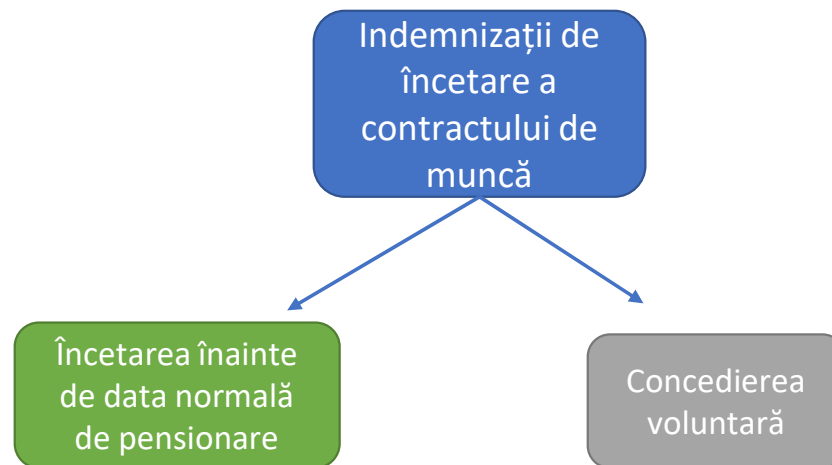 Indemnizații de
încetare a
contractului de
muncă
Încetarea înainte
de data normală
de pensionare
Concedierea
voluntară